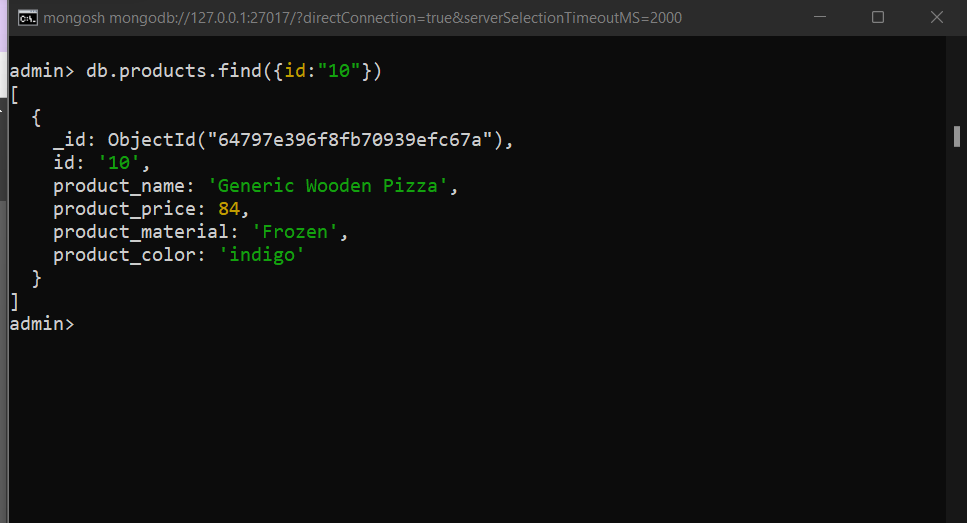 mongosh mongodb://127.0.0.1:27017/?directConnection=true&serverSelectionTimeoutMS=2000
admin> db.products.find({id:"10"})
[
  {
    _id: ObjectId("64797e396f8fb70939efc67a"),
    id: '10',
    product_name: 'Generic Wooden Pizza',
    product_price: 84,
    product_material: 'Frozen',
    product_color: 'indigo'
  }
]
admin>